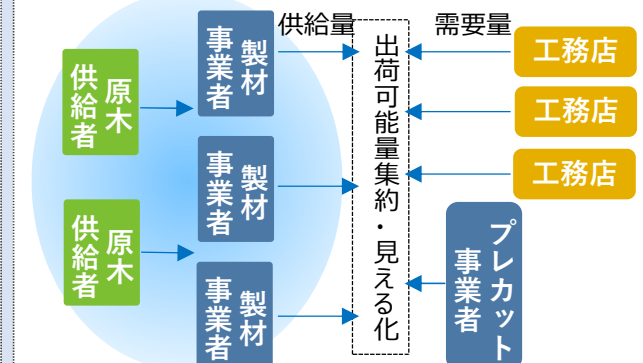 供給量
需要量
原木
供給者
原木
供給者
製材
事業者
製材
事業者
製材
事業者
出荷可能量集約・見える化
工務店
工務店
工務店
プレカット
事業者